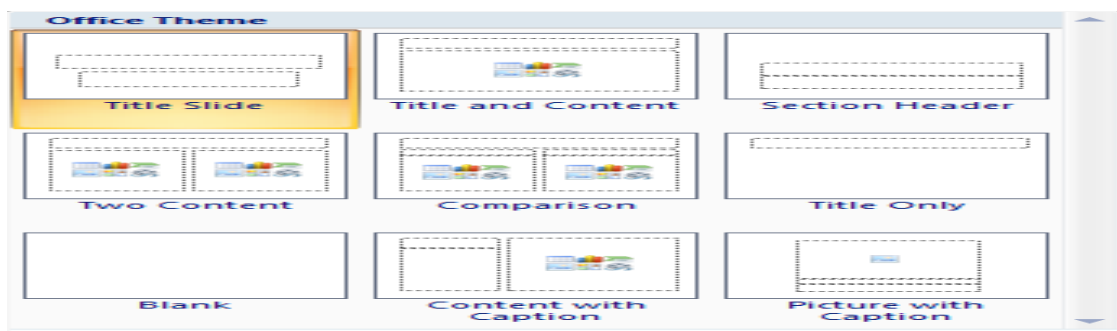 Office Theme
Title Slide
Title and Content
Section Header
Two Content
Comparison
Title Only
Blank
Content with
Caption
Picture with
Caption